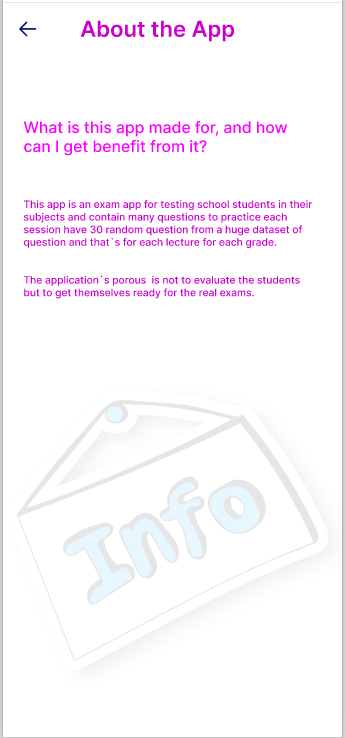 About the App
What is this app made for, and how
can I get benefit from it?
This app is an exam app for testing school students in their
subjects and contain many questions to practice each
session have 30 random question from a huge dataset of
question and that`s for each lecture for each grade.
The application`s porous  is not to evaluate the students
but to get themselves ready for the real exams.
Info